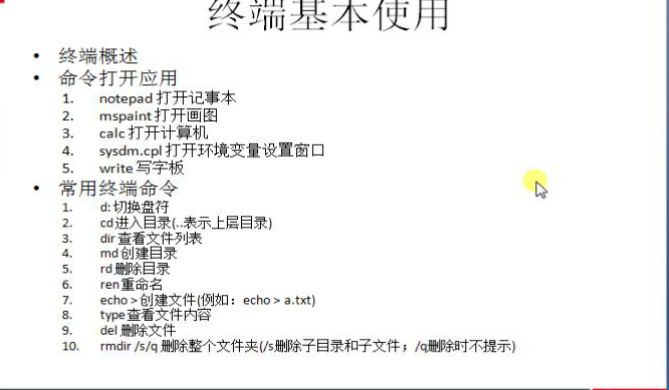 终端基本使用
• 终端概述
• 命令打开应用
1. notepad 打开记事本
2. mspaint 打开画图
3. calc 打开计算机
4. sysdm.cpl 打开环境变量设置窗口
5. write 写字板
• 常用终端命令
1. d: 切换盘符
2. cd 进入目录(..表示上层目录)
3. dir 查看文件列表
4. md 创建目录
5. rd 删除目录
6. ren 重命名
7. echo > 创建文件(例如：echo > a.txt)
8. type 查看文件内容
9. del 删除文件
10. rmdir /s/q 删除整个文件夹(/s删除子目录和子文件；/q删除时不提示)